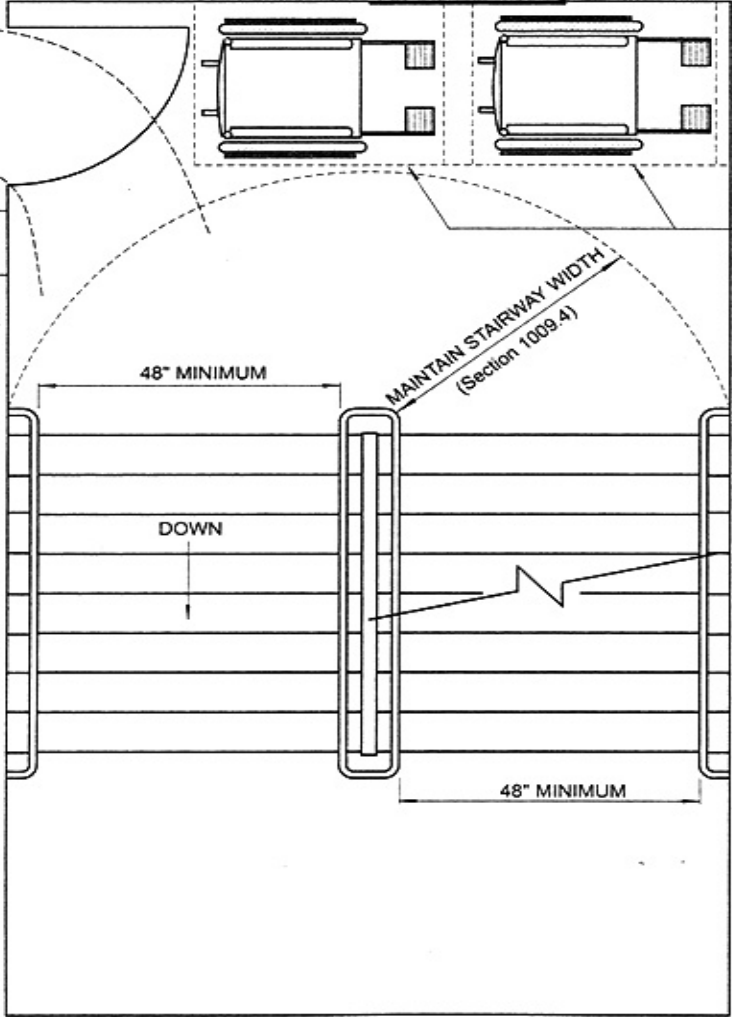 MAINTAIN STAIRWAY WIDTH
(Section 1009.4)
48" MINIMUM
DOWN
48" MINIMUM